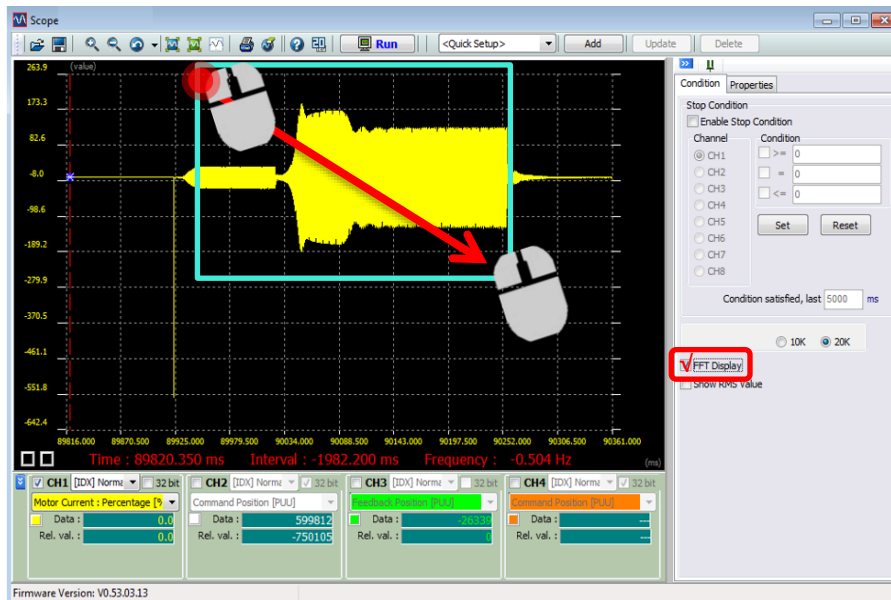 Scope
Run
<Quick Setup>
Add
Update
Delete
263.9
(value)
173.3
82.6
-8.0
-98.6
-189.2
-279.9
-370.5
-461.1
-551.8
-642.4
89816.000 89870.500 89925.000 89979.500 90034.000 90088.500 90143.000 90197.500 90252.000 90306.500 90361.000
Time : 89820.350 ms Interval : -1982.200 ms Frequency : -0.504 Hz (ms)
Condition Properties
Stop Condition
Enable Stop Condition
Channel Condition
CH1 >= 0
CH2 = 0
CH3 <= 0
CH4
CH5 Set Reset
CH6
CH7
CH8
Condition satisfied, last 5000 ms
10K 20K
FFT Display
Show RMS Value
CH1 [IDX] Norma 32 bit
Motor Current : Percentage [%
Data : 0.0
Rel. val. : 0.0
CH2 [IDX] Norma 32 bit
Command Position [PUU]
Data : 599812
Rel. val. : -750105
CH3 [IDX] Norma 32 bit
Feedback Position [PUU]
Data : -26339
Rel. val. : 0
CH4 [IDX] Norma 32 bit
Command Position [PUU]
Data : ---
Rel. val. : ---
Firmware Version: V0.53.03.13